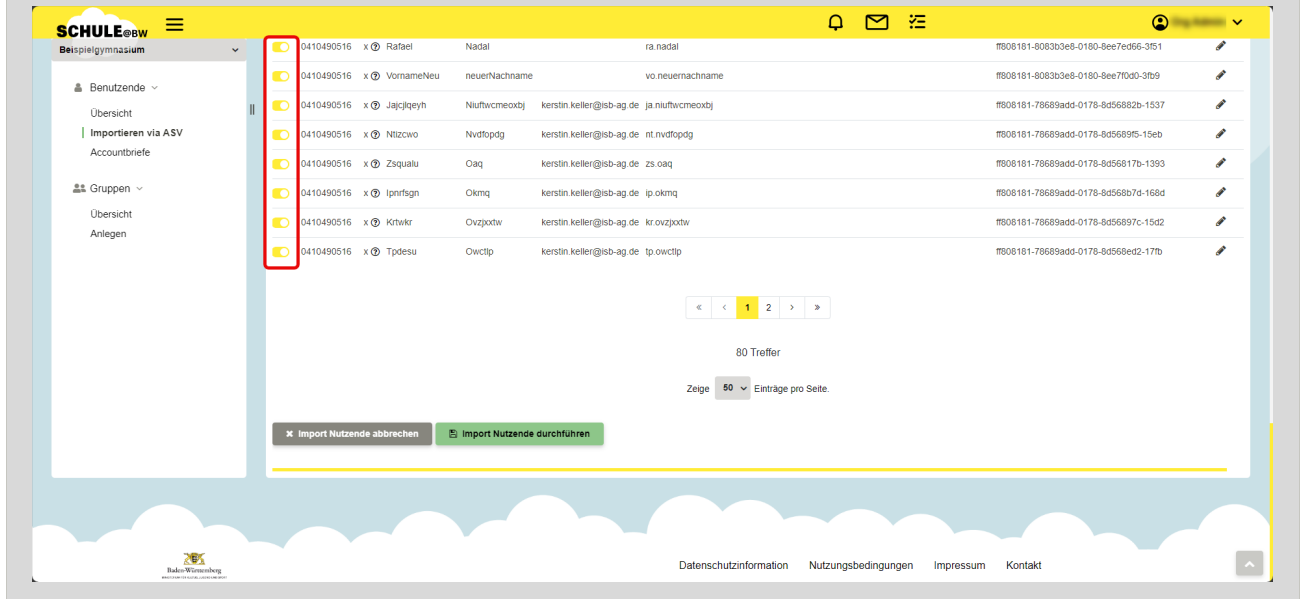 SCHULE@BW
Beispielgymnasium
Benutzende
Übersicht
Importieren via ASV
Accountbriefe
Gruppen
Übersicht
Anlegen
0410490516 x Rafael Nadal ra.nadal ff808181-8083b3e8-0180-8ee7ed66-3f51
0410490516 x VornameNeu neuerNachname vo.neuernachname ff808181-8083b3e8-0180-8ee7f0d0-3fb9
0410490516 x Jajcjlqeyh Niuftwcmeoxbj kerstin.keller@isb-ag.de ja.niuftwcmeoxbj ff808181-78689add-0178-8d56882b-1537
0410490516 x Ntizcwo Nvdfopdg kerstin.keller@isb-ag.de nt.nvdfopdg ff808181-78689add-0178-8d5689f5-15eb
0410490516 x Zsqualu Oaq kerstin.keller@isb-ag.de zs.oaq ff808181-78689add-0178-8d56817b-1393
0410490516 x Ipnrfsgn Okmq kerstin.keller@isb-ag.de ip.okmq ff808181-78689add-0178-8d568b7d-168d
0410490516 x Krtwkr Ovzjxxtw kerstin.keller@isb-ag.de kr.ovzjxxtw ff808181-78689add-0178-8d56897c-15d2
0410490516 x Tpdesu Owctlp kerstin.keller@isb-ag.de tp.owctlp ff808181-78689add-0178-8d568ed2-17fb
« < 1 2 > »
80 Treffer
Zeige 50 Einträge pro Seite.
Import Nutzende abbrechen Import Nutzende durchführen
Baden-Württemberg
Datenschutzinformation Nutzungsbedingungen Impressum Kontakt